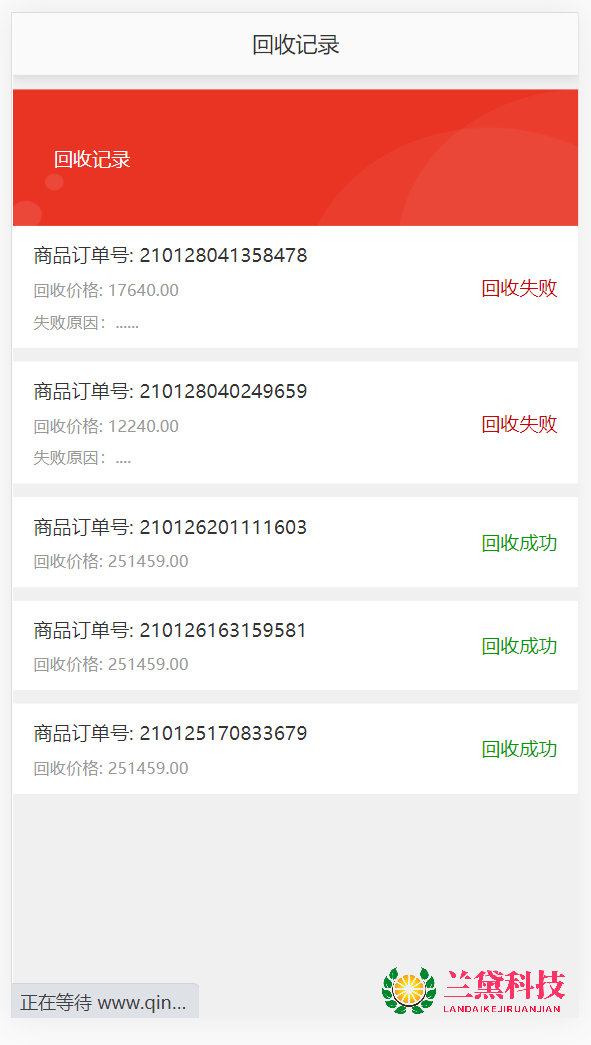 回收记录
回收记录
商品订单号: 210128041358478
回收价格: 17640.00
回收失败
失败原因: ......
商品订单号: 210128040249659
回收价格: 12240.00
回收失败
失败原因: ....
商品订单号: 210126201111603
回收成功
回收价格: 251459.00
商品订单号: 210126163159581
回收成功
回收价格: 251459.00
商品订单号: 210125170833679
回收成功
回收价格: 251459.00
兰黛科技
LANDAIKEJIRUANJIAN
正在等待 www.qin...